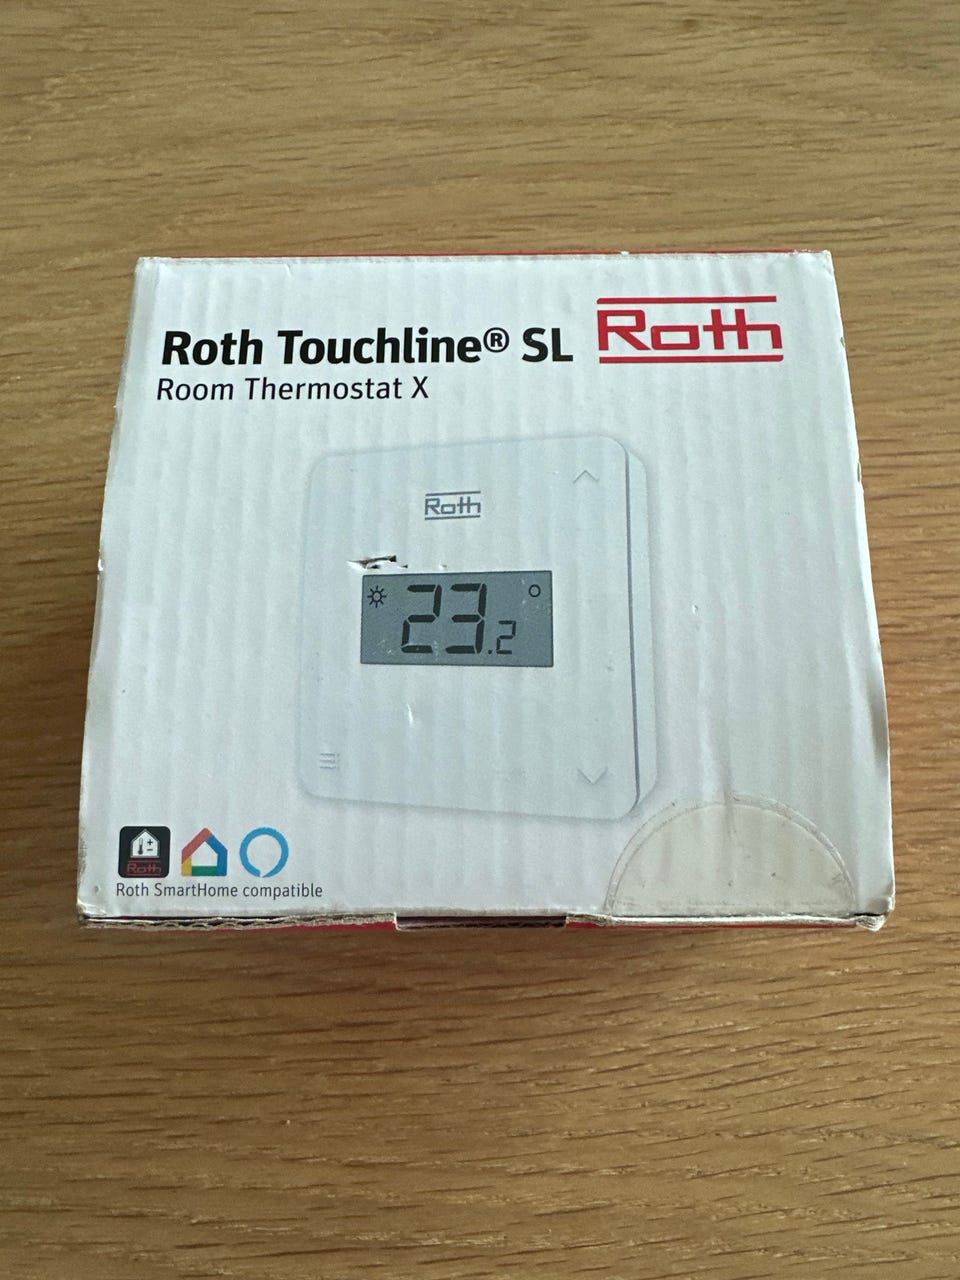 Roth Touchline® SL
Roth
Room Thermostat X
Roth
23.2°
Roth
Roth SmartHome compatible